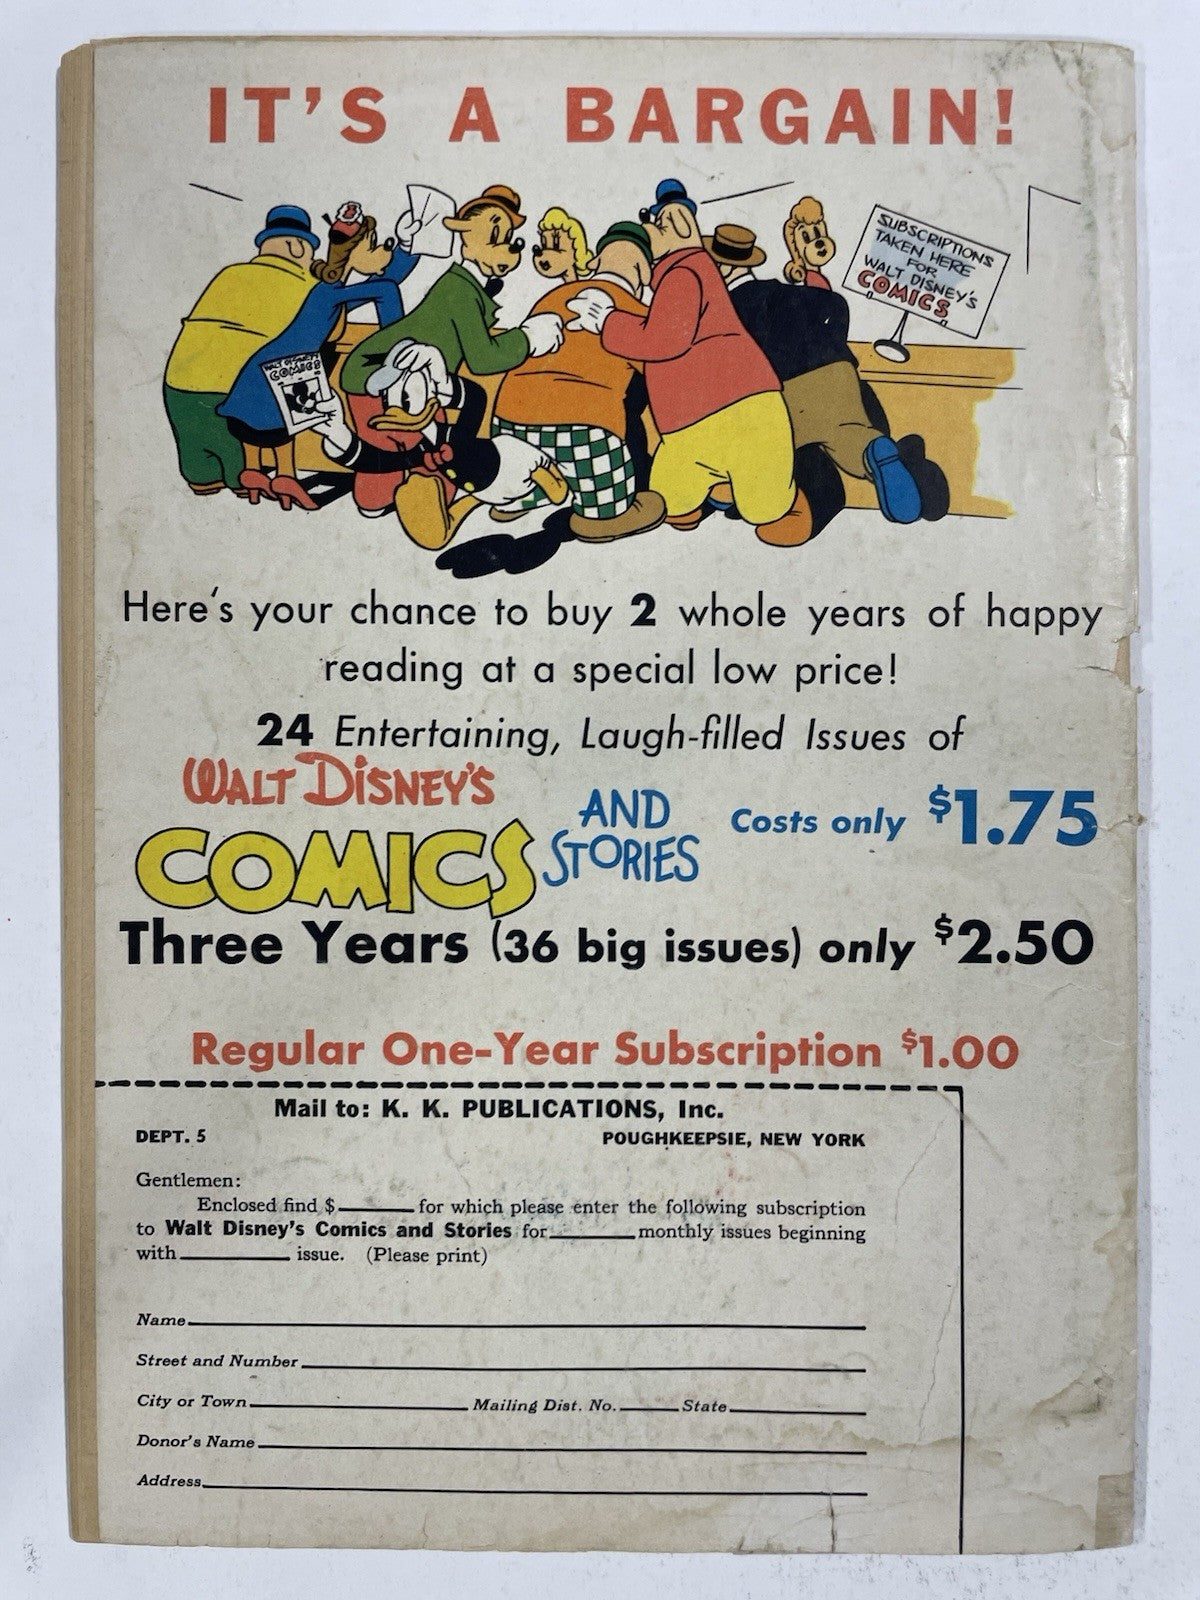 IT'S A BARGAIN!
SUBSCRIPTIONS
TAKEN HERE
FOR
WALT DISNEY'S
COMICS
WALT DISNEY'S
COMICS
Here's your chance to buy 2 whole years of happy
reading at a special low price!
24 Entertaining, Laugh-filled Issues of
WALT DISNEY'S
COMICS
AND
STORIES
Costs only $1.75
Three Years (36 big issues) only $2.50
Regular One-Year Subscription $1.00
Mail to: K. K. PUBLICATIONS, Inc.
DEPT. 5 POUGHKEEPSIE, NEW YORK
Gentlemen:
Enclosed find $ for which please enter the following subscription
to Walt Disney's Comics and Stories for monthly issues beginning
with issue. (Please print)
Name
Street and Number
City or Town Mailing Dist. No. State
Donor's Name
Address